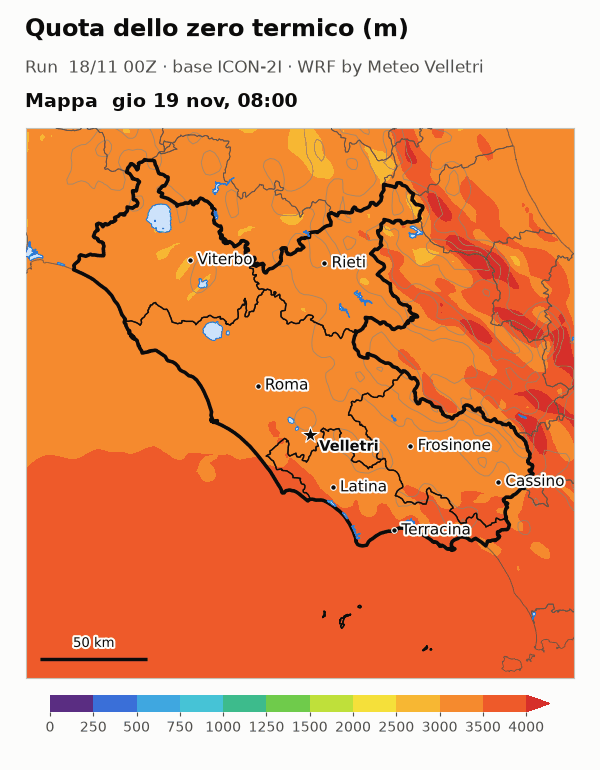 Quota dello zero termico (m)
Run 18/11 00Z · base ICON-2I · WRF by Meteo Velletri
Mappa gio 19 nov, 08:00
Viterbo
Rieti
Roma
Velletri
Frosinone
Cassino
Latina
Terracina
50 km
0 250 500 750 1000 1250 1500 2000 2500 3000 3500 4000